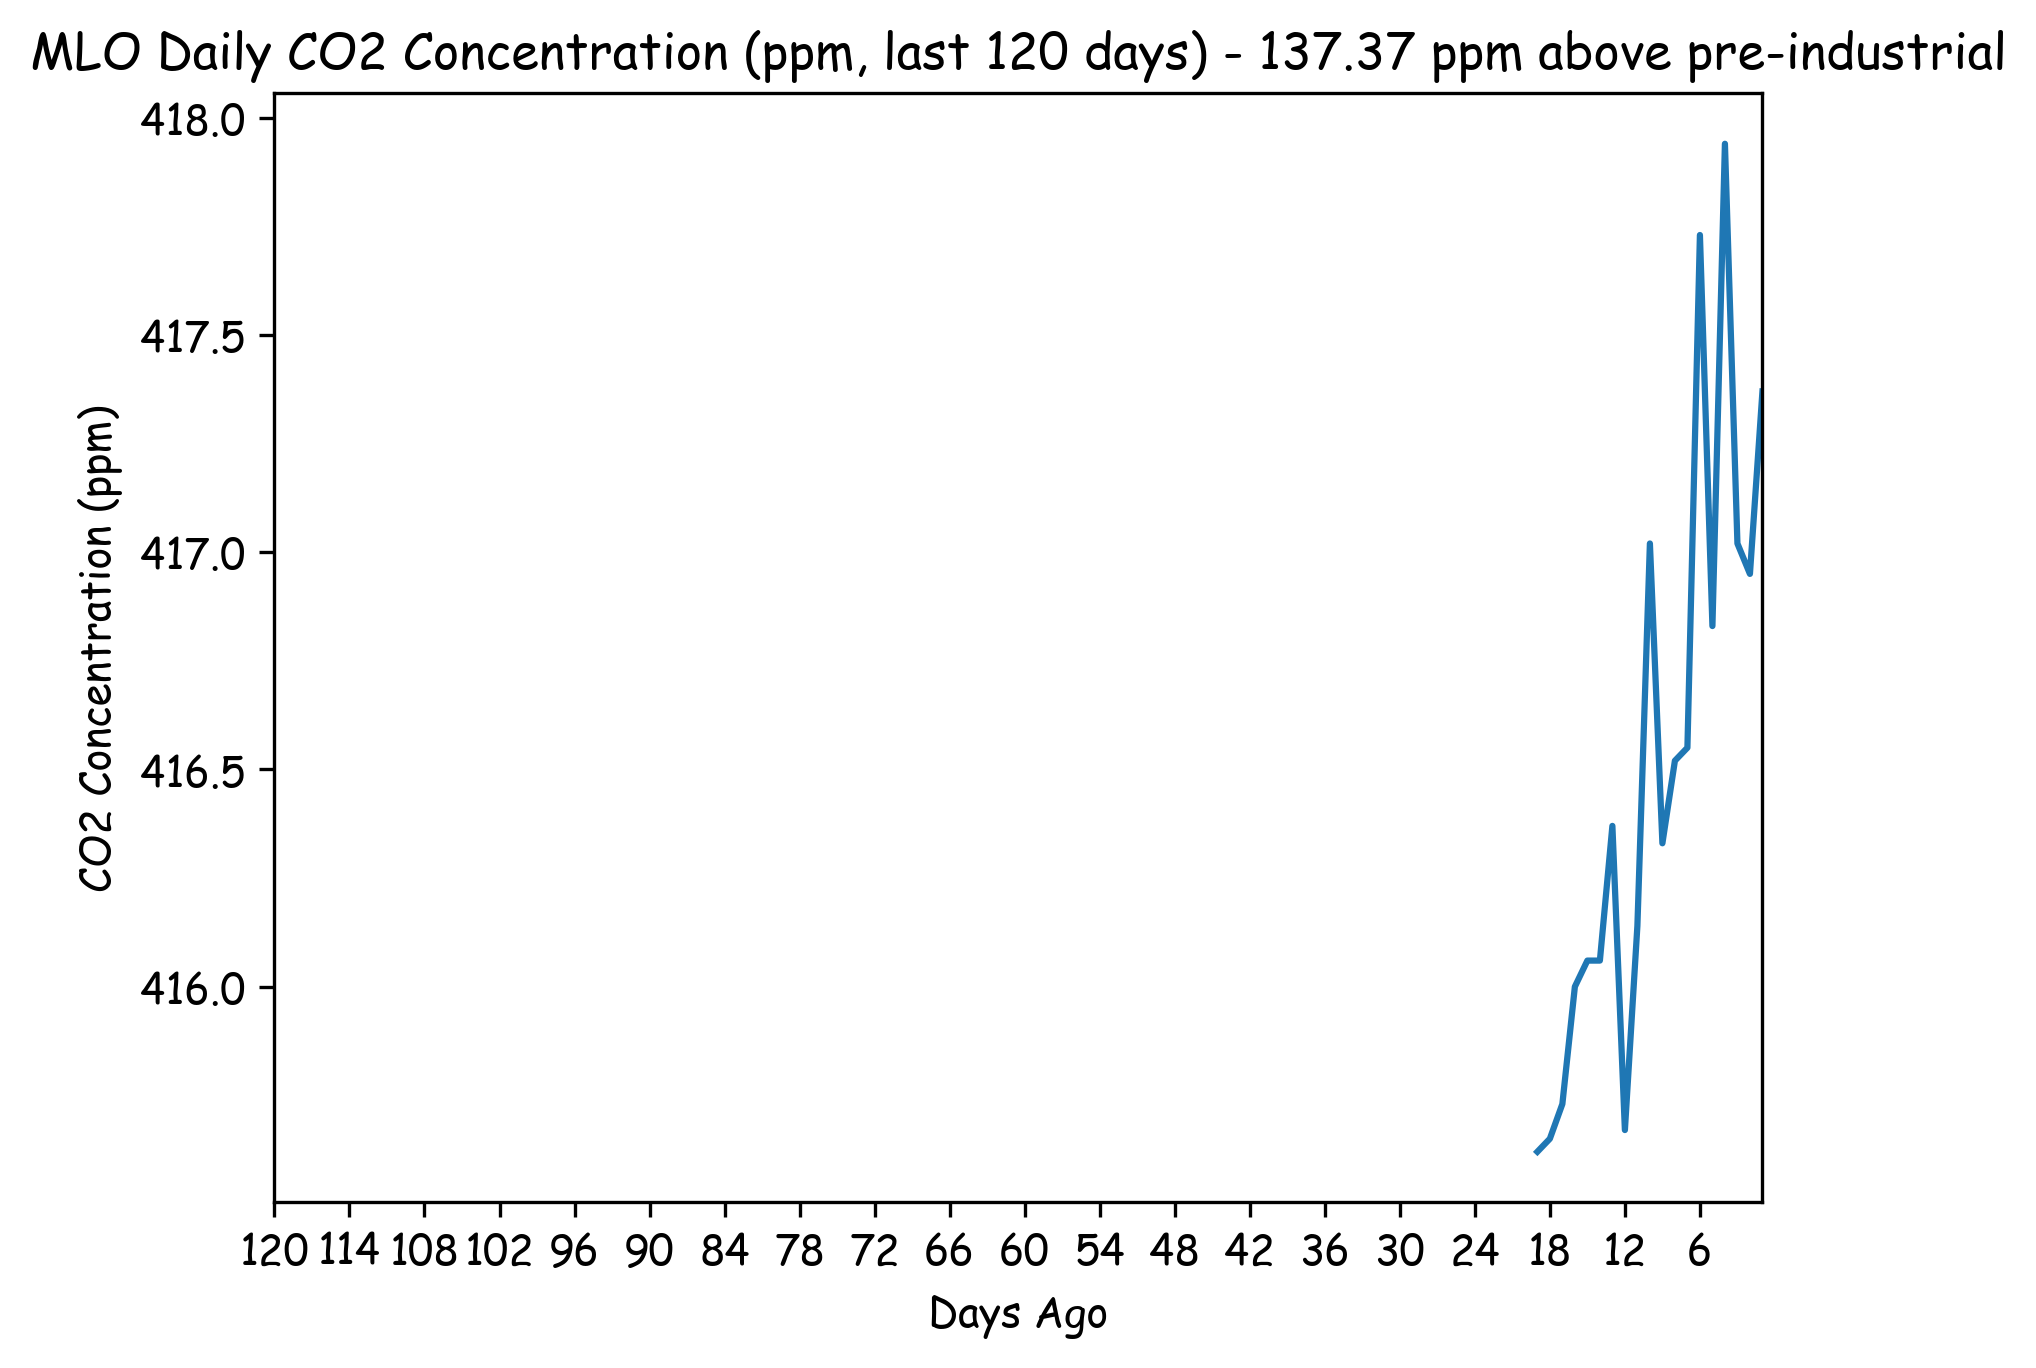 MLO Daily CO2 Concentration (ppm, last 120 days) - 137.37 ppm above pre-industrial
418.0
417.5
417.0
416.5
416.0
CO2 Concentration (ppm)
120 114 108 102 96 90 84 78 72 66 60 54 48 42 36 30 24 18 12 6
Days Ago